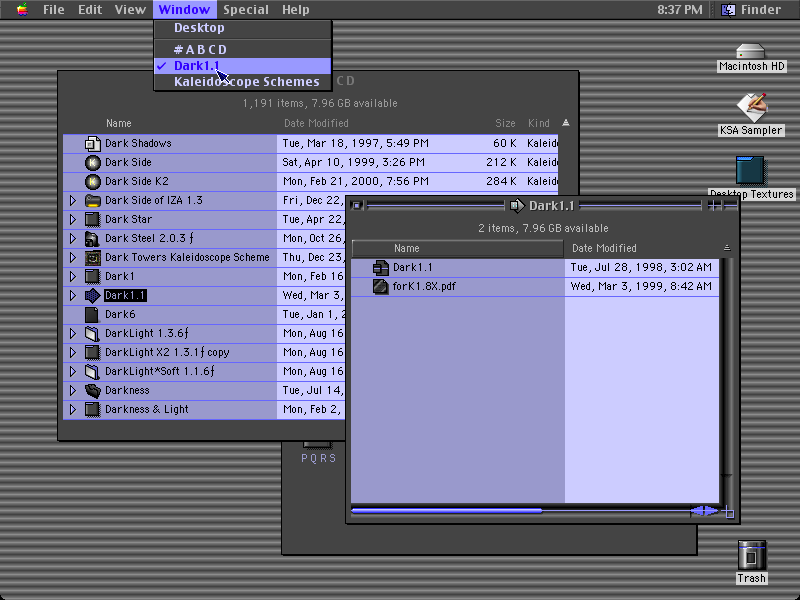 File Edit View Window Special Help 8:37 PM Finder
Desktop
# A B C D
✓ Dark1.1
Kaleidoscope Schemes
C D
1,191 items, 7.96 GB available
Name Date Modified Size Kind
Dark Shadows Tue, Mar 18, 1997, 5:49 PM 60 K Kaleid
Dark Side Sat, Apr 10, 1999, 3:26 PM 212 K Kaleid
Dark Side K2 Mon, Feb 21, 2000, 7:56 PM 284 K Kaleid
Dark Side of IZA 1.3 Fri, Dec 22,
Dark Star Tue, Apr 22,
Dark Steel 2.0.3 ƒ Mon, Oct 26,
Dark Towers Kaleidoscope Scheme Thu, Dec 23,
Dark1 Mon, Feb 16
Dark1.1 Wed, Mar 3,
Dark6 Tue, Jan 1, 2
DarkLight 1.3.6ƒ Mon, Aug 16
DarkLight X2 1.3.1ƒ copy Mon, Aug 16
DarkLight*Soft 1.1.6ƒ Mon, Aug 16
Darkness Tue, Jul 14,
Darkness & Light Mon, Feb 2,
P Q R S
Dark1.1
2 items, 7.96 GB available
Name Date Modified
Dark1.1 Tue, Jul 28, 1998, 3:02 AM
forK1.8X.pdf Wed, Mar 3, 1999, 8:42 AM
Macintosh HD
KSA Sampler
Desktop Textures
Trash